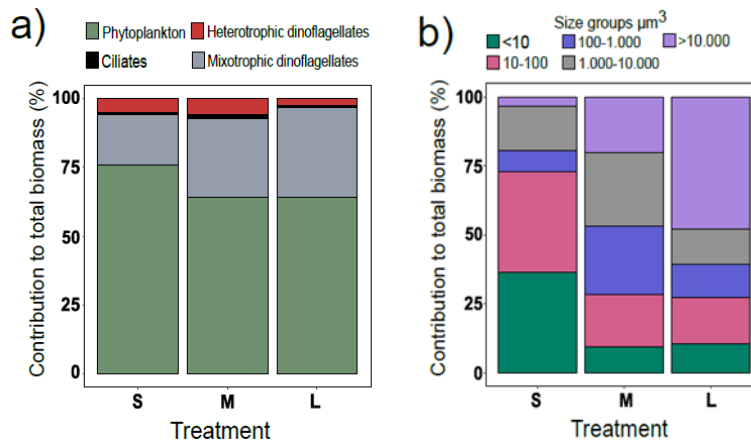 a)
Phytoplankton
Heterotrophic dinoflagellates
Ciliates
Mixotrophic dinoflagellates
Contribution to total biomass (%)
100
75
50
25
0
S
M
L
Treatment
b)
Size groups µm³
<10
100-1.000
>10.000
10-100
1.000-10.000
Contribution to total biomass (%)
100
75
50
25
0
S
M
L
Treatment